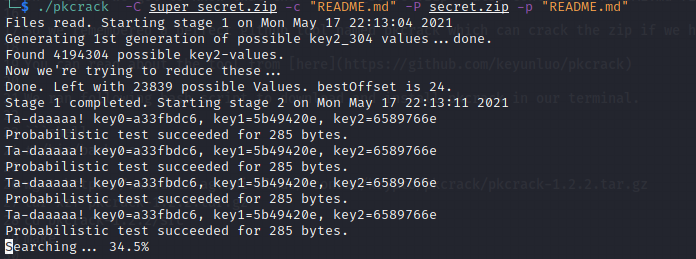 └─$ ./pkcrack -C super_secret.zip -c "README.md" -P secret.zip -p "README.md"
Files read. Starting stage 1 on Mon May 17 22:13:04 2021
Generating 1st generation of possible key2_304 values...done.
Found 4194304 possible key2-values.
Now we're trying to reduce these...
Done. Left with 23839 possible Values. bestOffset is 24.
Stage 1 completed. Starting stage 2 on Mon May 17 22:13:11 2021
Ta-daaaaa! key0=a33fbdc6, key1=5b49420e, key2=6589766e
Probabilistic test succeeded for 285 bytes.
Ta-daaaaa! key0=a33fbdc6, key1=5b49420e, key2=6589766e
Probabilistic test succeeded for 285 bytes.
Ta-daaaaa! key0=a33fbdc6, key1=5b49420e, key2=6589766e
Probabilistic test succeeded for 285 bytes.
Ta-daaaaa! key0=a33fbdc6, key1=5b49420e, key2=6589766e
Probabilistic test succeeded for 285 bytes.
Searching... 34.5%